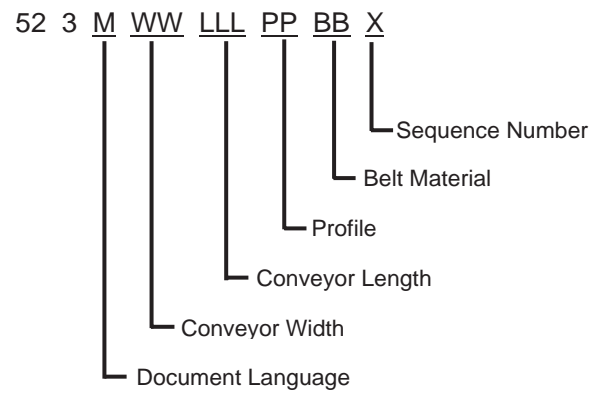 52 3 M WW LLL PP BB X
Sequence Number
Belt Material
Profile
Conveyor Length
Conveyor Width
Document Language